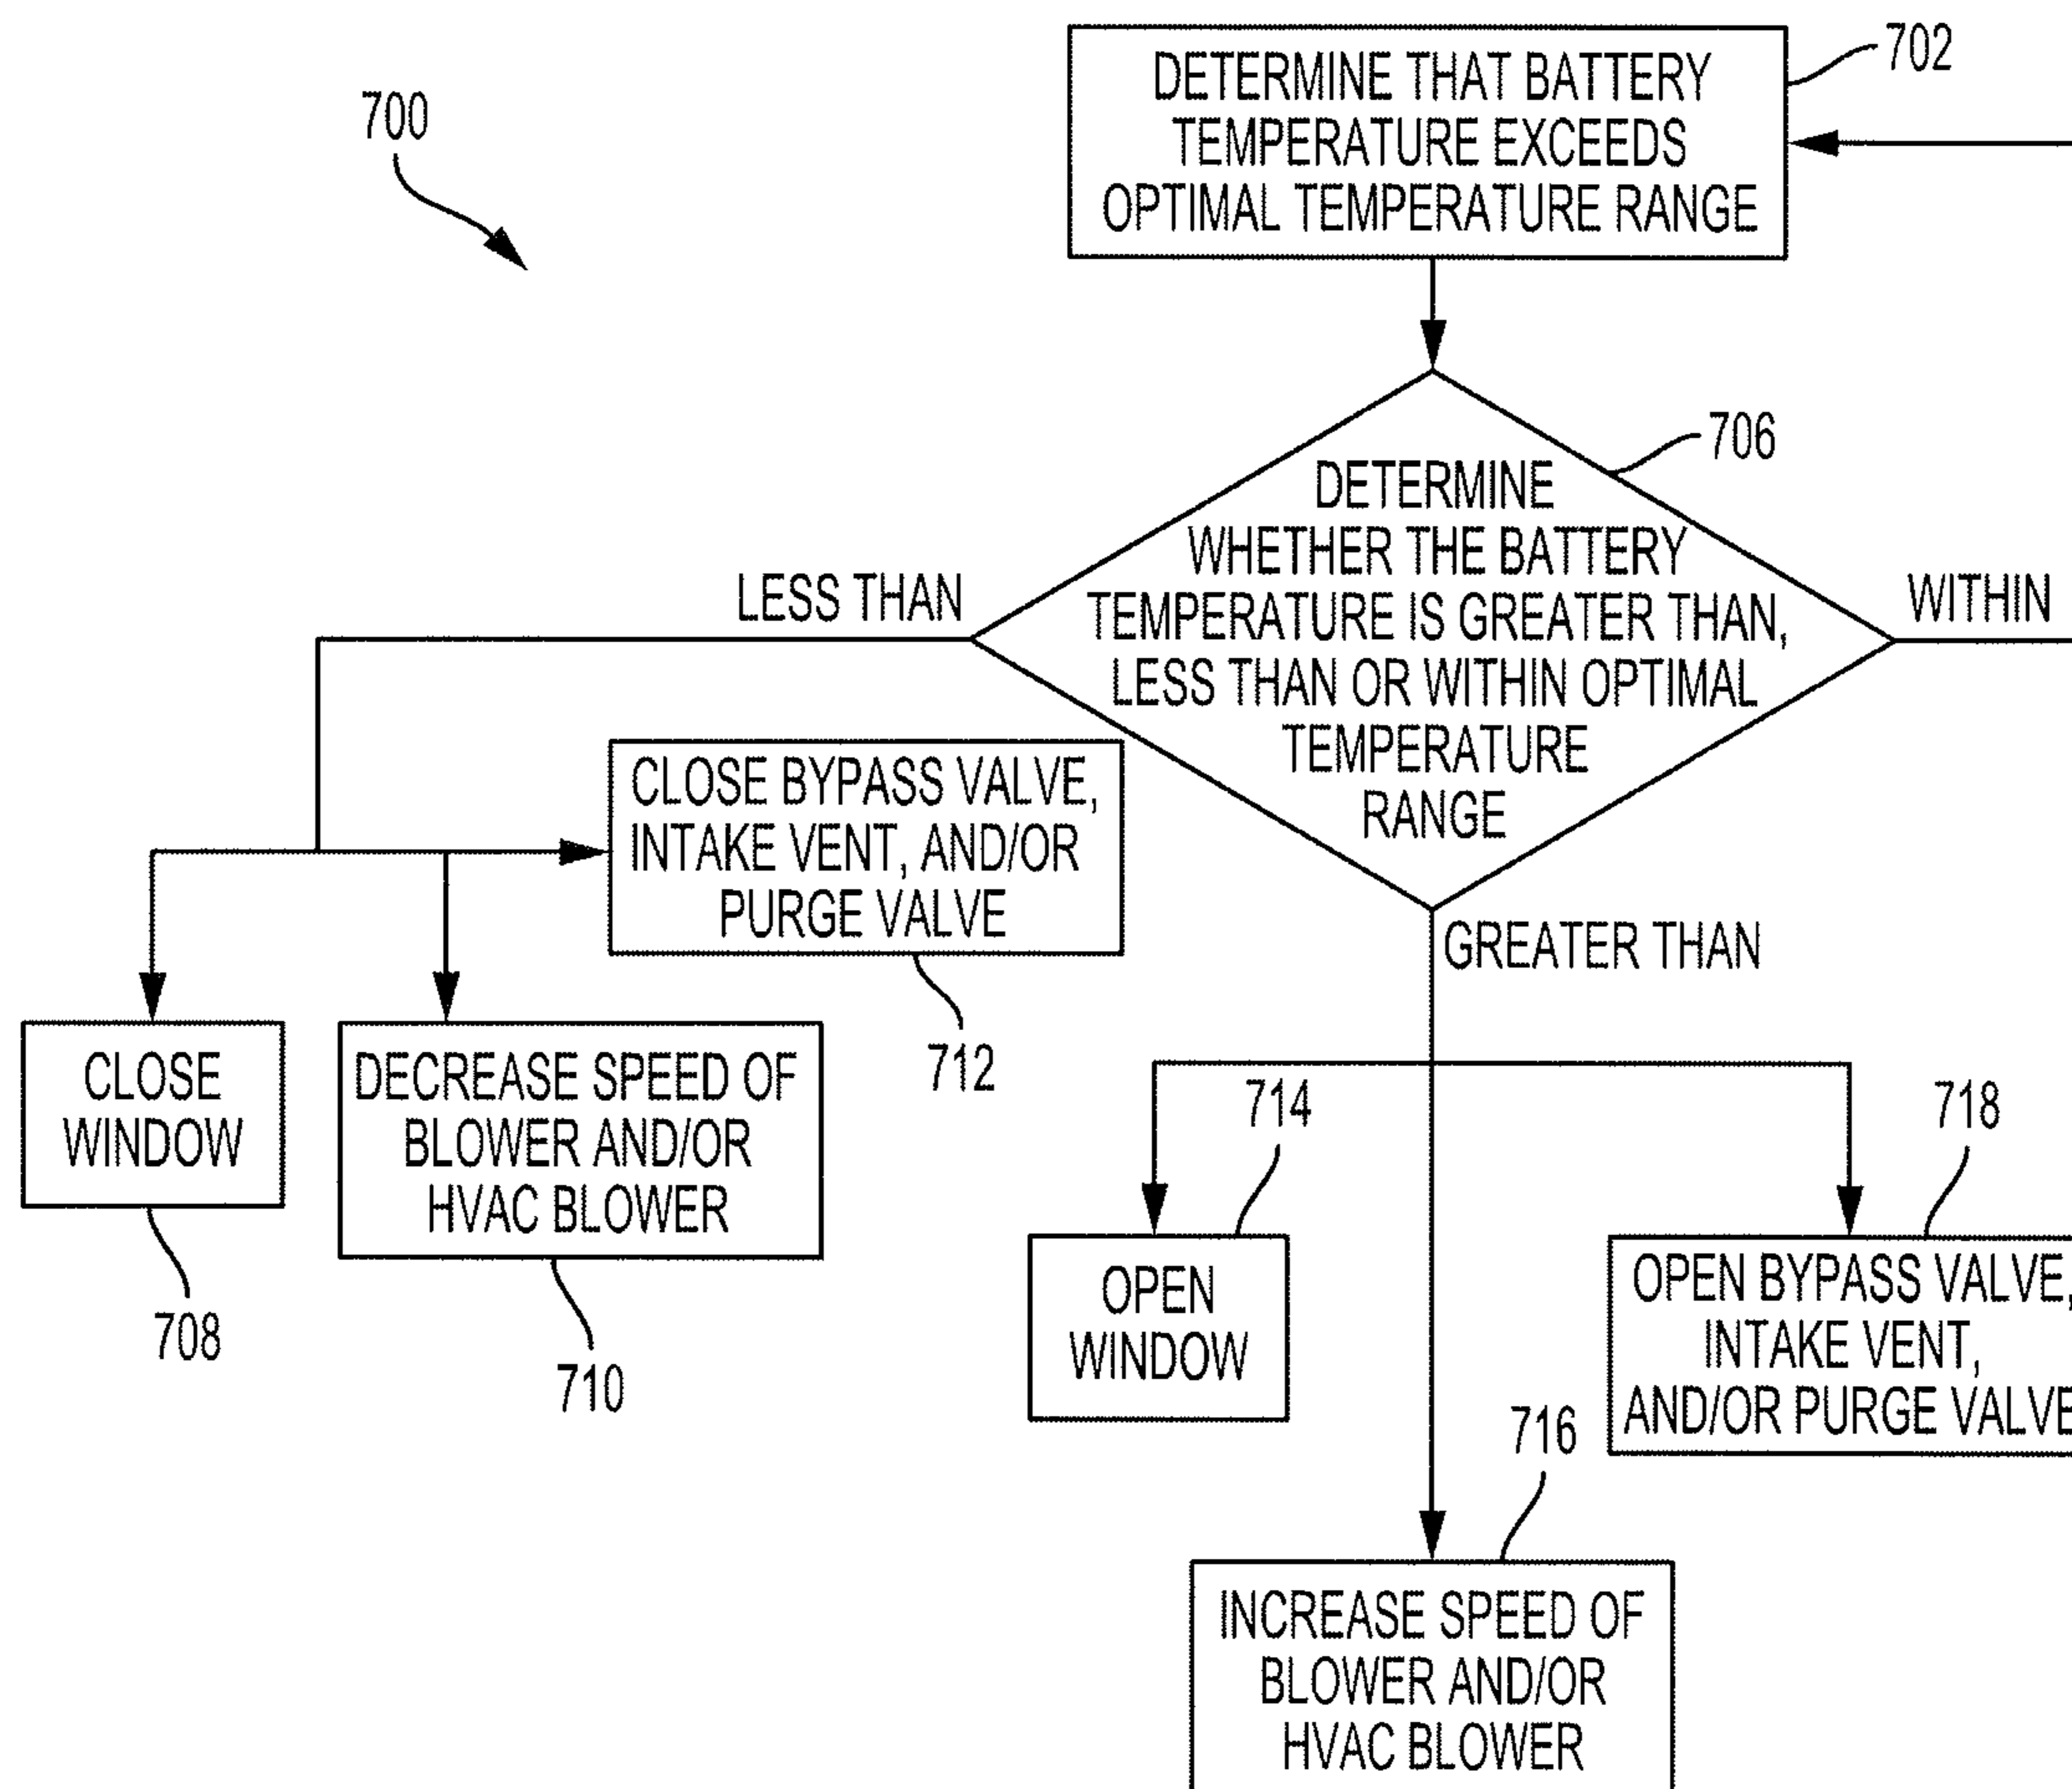 700
DETERMINE THAT BATTERY
TEMPERATURE EXCEEDS
OPTIMAL TEMPERATURE RANGE
702
DETERMINE
WHETHER THE BATTERY
TEMPERATURE IS GREATER THAN,
LESS THAN OR WITHIN OPTIMAL
TEMPERATURE
RANGE
706
LESS THAN
WITHIN
GREATER THAN
CLOSE BYPASS VALVE,
INTAKE VENT, AND/OR
PURGE VALVE
712
CLOSE
WINDOW
708
DECREASE SPEED OF
BLOWER AND/OR
HVAC BLOWER
710
714
OPEN
WINDOW
718
OPEN BYPASS VALVE,
INTAKE VENT,
AND/OR PURGE VALVE
716
INCREASE SPEED OF
BLOWER AND/OR
HVAC BLOWER